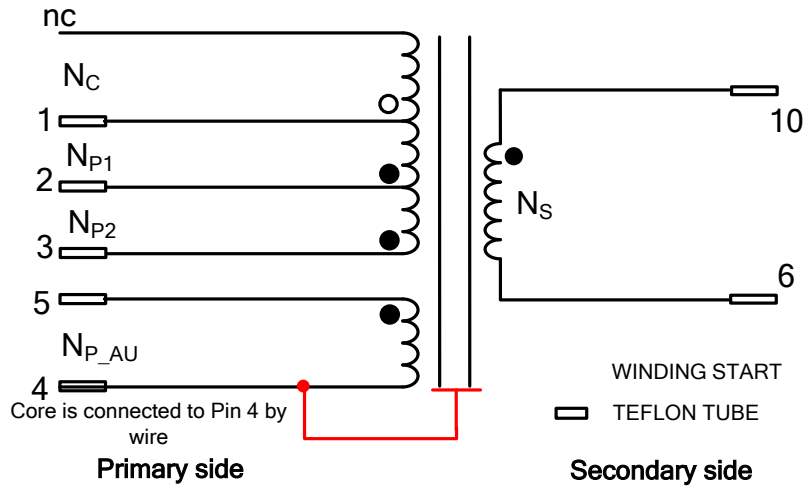 nc
N_C
1
N_P1
2
N_P2
3
5
N_P_AU
4
Core is connected to Pin 4 by
wire
Primary side
10
N_S
6
WINDING START
TEFLON TUBE
Secondary side